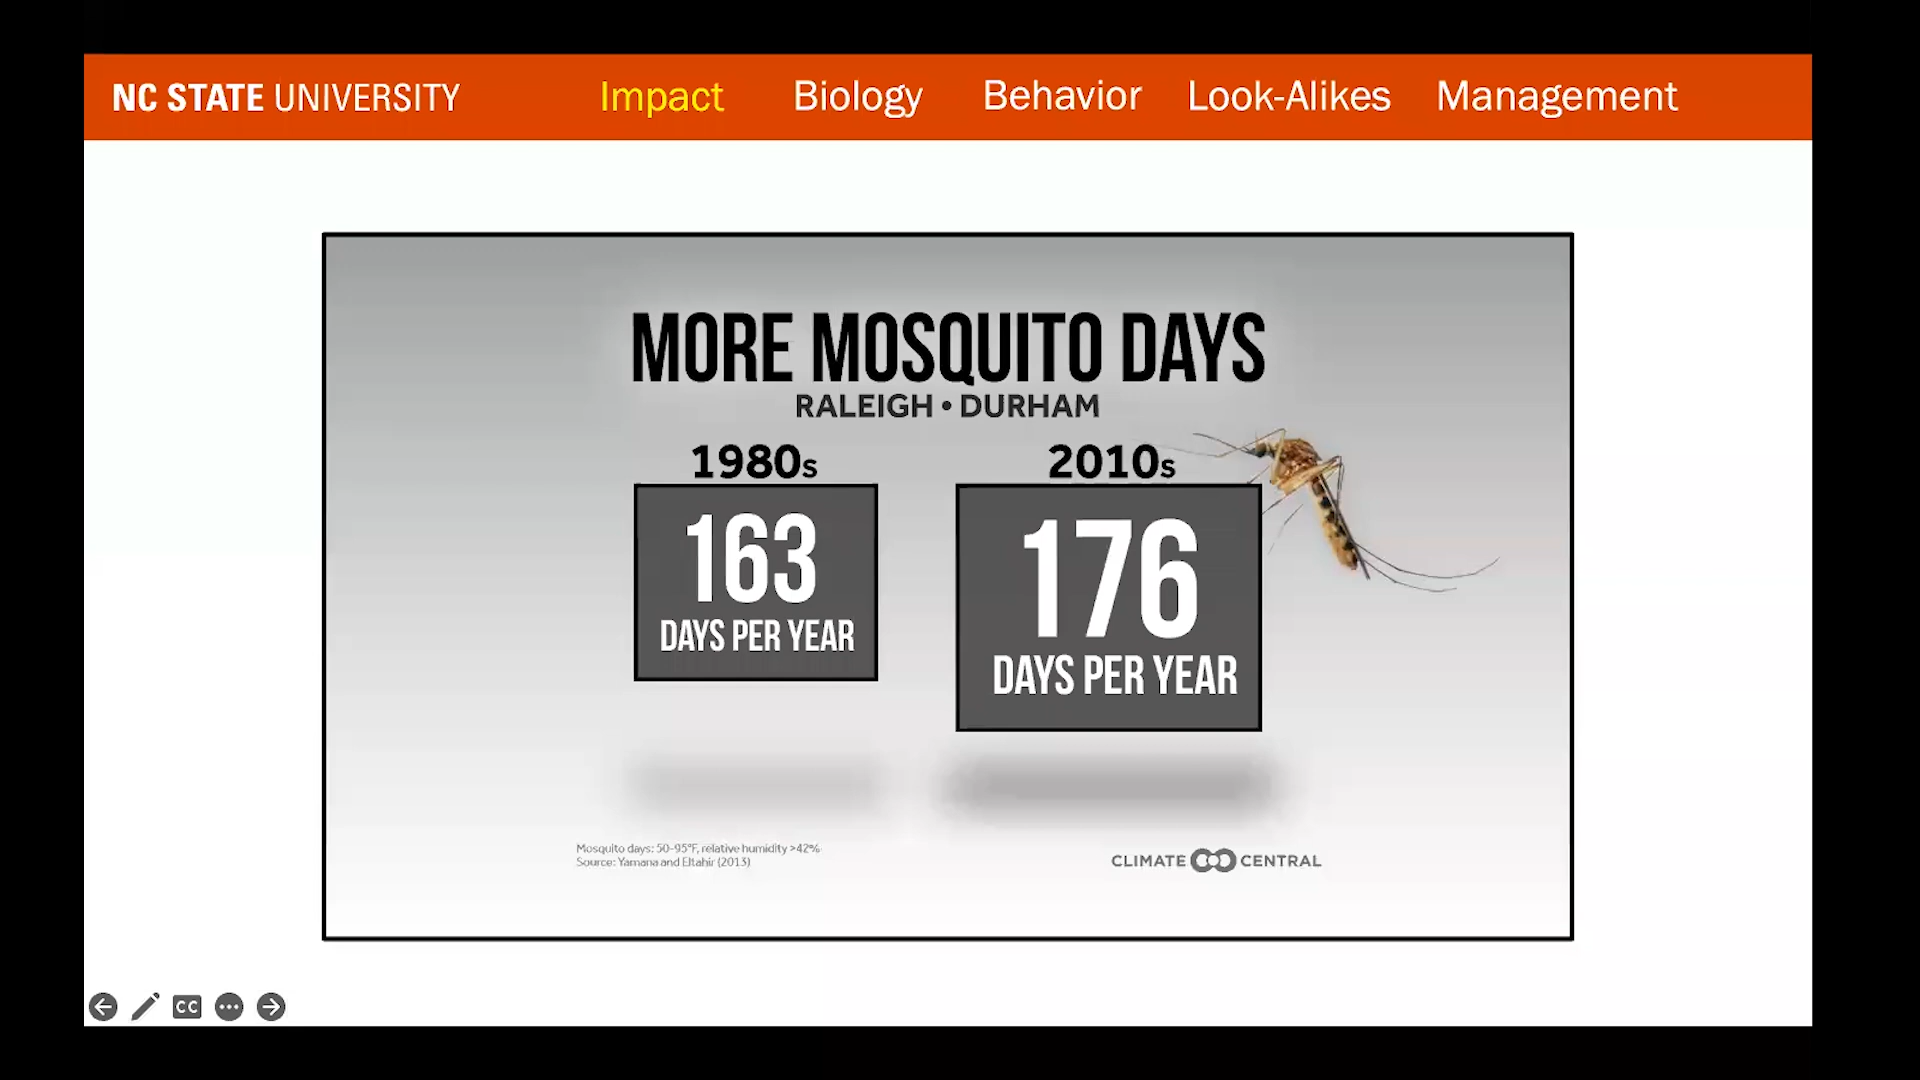 NC STATE UNIVERSITY
Impact
Biology
Behavior
Look-Alikes
Management
MORE MOSQUITO DAYS
RALEIGH • DURHAM
1980s
163
DAYS PER YEAR
2010s
176
DAYS PER YEAR
Mosquito days: 50-95°F, relative humidity >42%
Source: Yamana and Eltahir (2013)
CLIMATE CENTRAL
CC